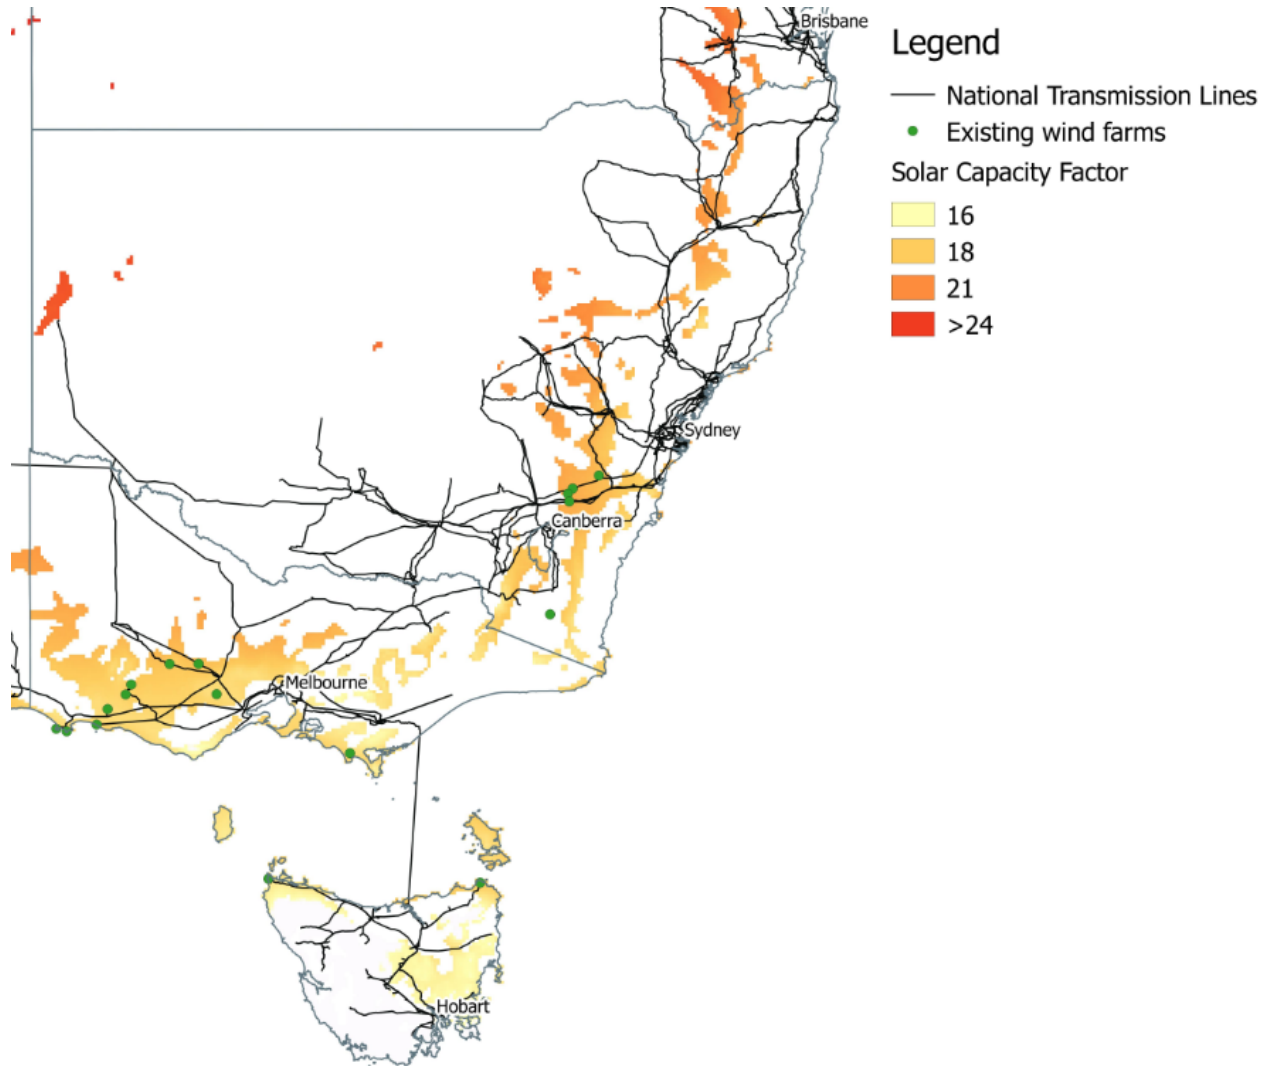 Brisbane
Legend
National Transmission Lines
Existing wind farms
Solar Capacity Factor
16
18
21
>24
Sydney
Canberra
Melbourne
Hobart